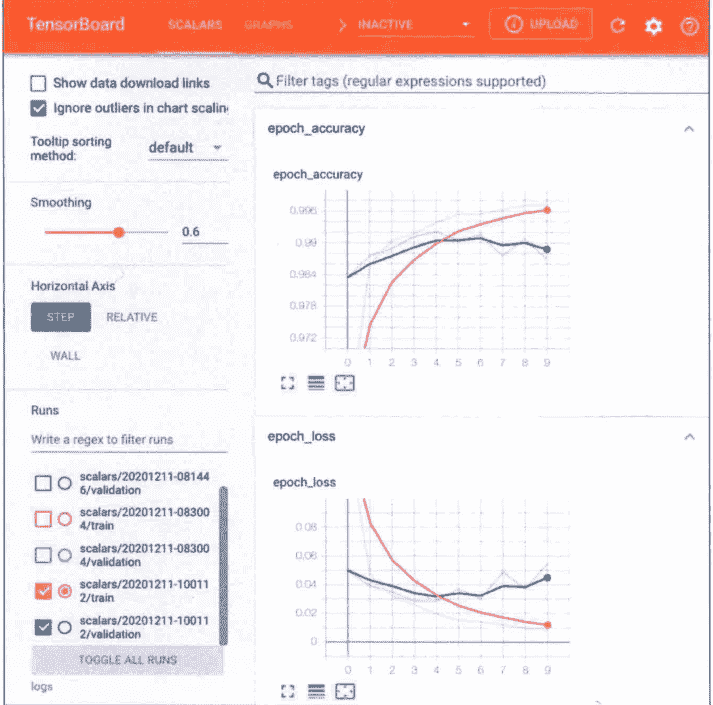 TensorBoard
SCALARS
GRAPHS
INACTIVE
UPLOAD
Show data download links
Ignore outliers in chart scalin
Tooltip sorting
method:
default
Smoothing
0.6
Horizontal Axis
STEP
RELATIVE
WALL
Runs
Write a regex to filter runs
scalars/20201211-08144
6/validation
scalars/20201211-08300
4/train
scalars/20201211-08300
4/validation
scalars/20201211-10011
2/train
scalars/20201211-10011
2/validation
TOGGLE ALL RUNS
logs
Filter tags (regular expressions supported)
epoch_accuracy
epoch_accuracy
0.996
0.99
0.984
0.978
0.972
0 1 2 3 4 5 6 7 8 9
epoch_loss
epoch_loss
0.08
0.06
0.04
0.02
0
0 1 2 3 4 5 6 7 8 9